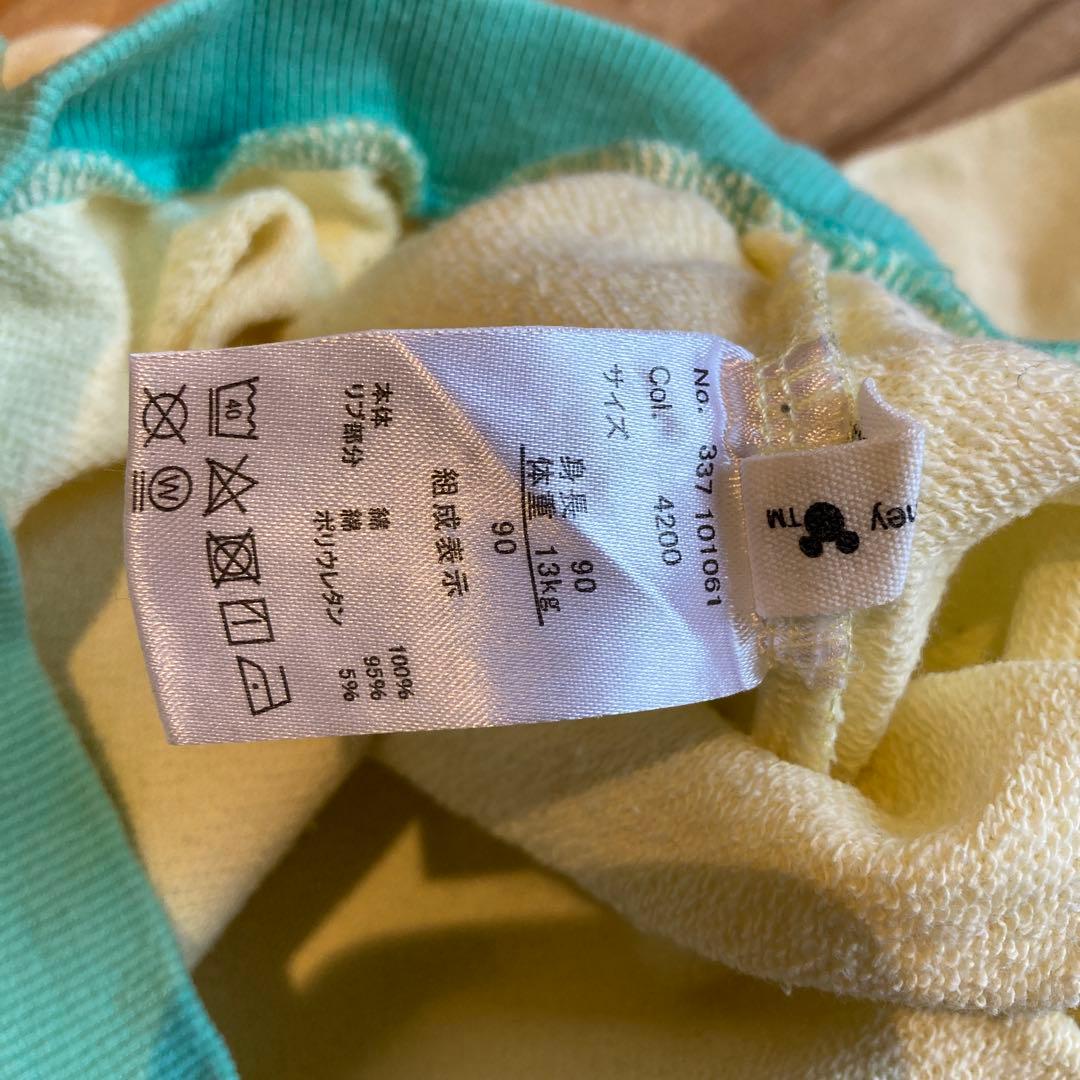 No. 337 101061
Col. 4200
サイズ
身長 90
体重 13kg
90
組成表示
本体 綿 100%
リブ部分 綿 95%
ポリウレタン 5%
40
W
ney
TM